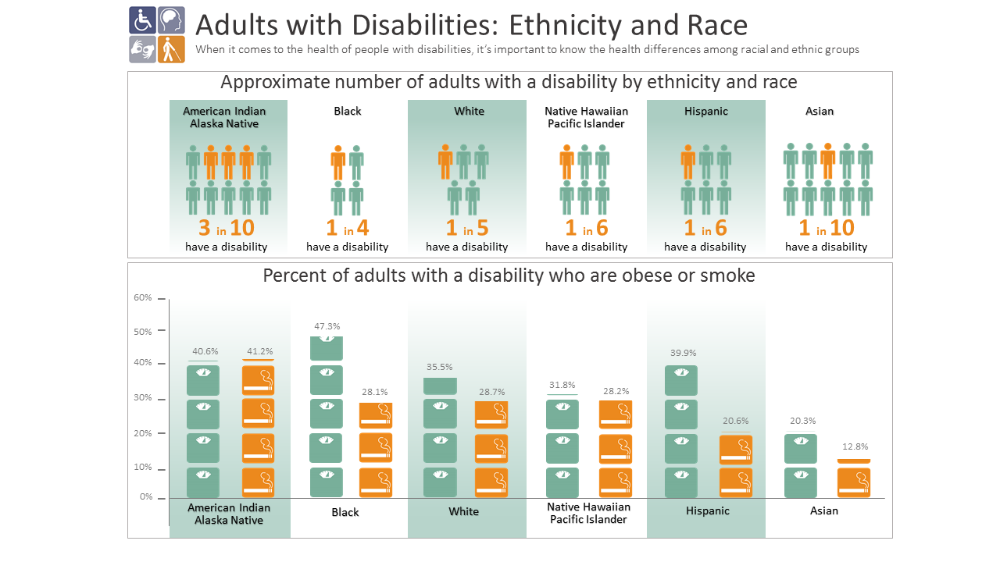 Adults with Disabilities: Ethnicity and Race
When it comes to the health of people with disabilities, it’s important to know the health differences among racial and ethnic groups
Approximate number of adults with a disability by ethnicity and race
American Indian
Alaska Native
Black
White
Native Hawaiian
Pacific Islander
Hispanic
Asian
3 in 10
have a disability
1 in 4
have a disability
1 in 5
have a disability
1 in 6
have a disability
1 in 6
have a disability
1 in 10
have a disability
Percent of adults with a disability who are obese or smoke
60%
50%
40%
30%
20%
10%
0%
40.6%
41.2%
47.3%
28.1%
35.5%
28.7%
31.8%
28.2%
39.9%
20.6%
20.3%
12.8%
American Indian
Alaska Native
Black
White
Native Hawaiian
Pacific Islander
Hispanic
Asian